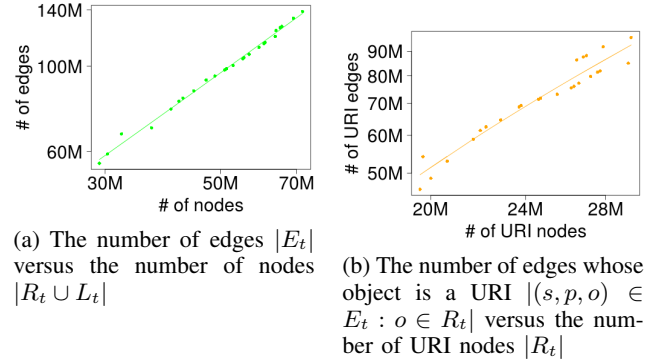 140M
100M
60M
# of edges
30M 50M 70M
# of nodes
(a) The number of edges |E_t|
versus the number of nodes
|R_t ∪ L_t|
90M
80M
70M
60M
50M
# of URI edges
20M 24M 28M
# of URI nodes
(b) The number of edges whose
object is a URI |(s, p, o) ∈
E_t : o ∈ R_t| versus the num-
ber of URI nodes |R_t|